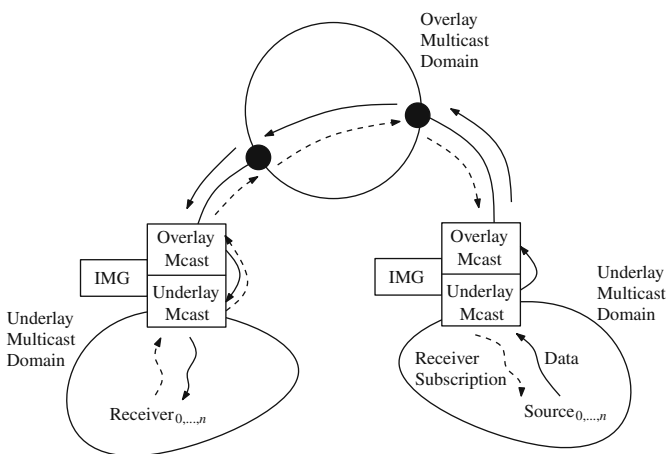 Overlay
Multicast
Domain
Overlay
Mcast
IMG
Underlay
Mcast
Underlay
Multicast
Domain
Receiver0,...,n
Overlay
Mcast
IMG
Underlay
Mcast
Underlay
Multicast
Domain
Receiver
Subscription
Data
Source0,...,n